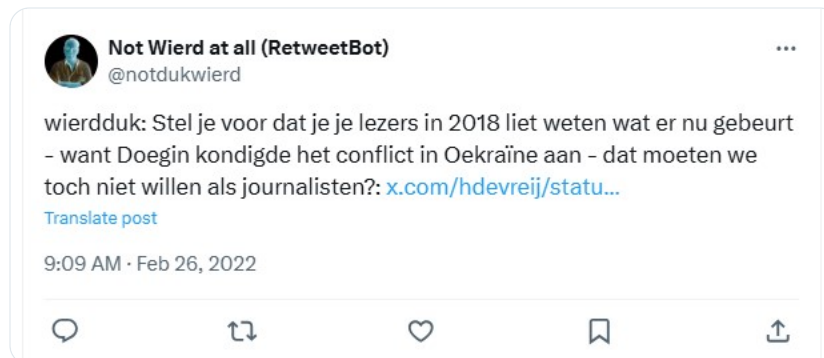 Not Wierd at all (RetweetBot)
@notdukwierd
wierdduk: Stel je voor dat je je lezers in 2018 liet weten wat er nu gebeurt
- want Doegin kondigde het conflict in Oekraïne aan - dat moeten we
toch niet willen als journalisten?: x.com/hdevreij/statu...
Translate post
9:09 AM · Feb 26, 2022